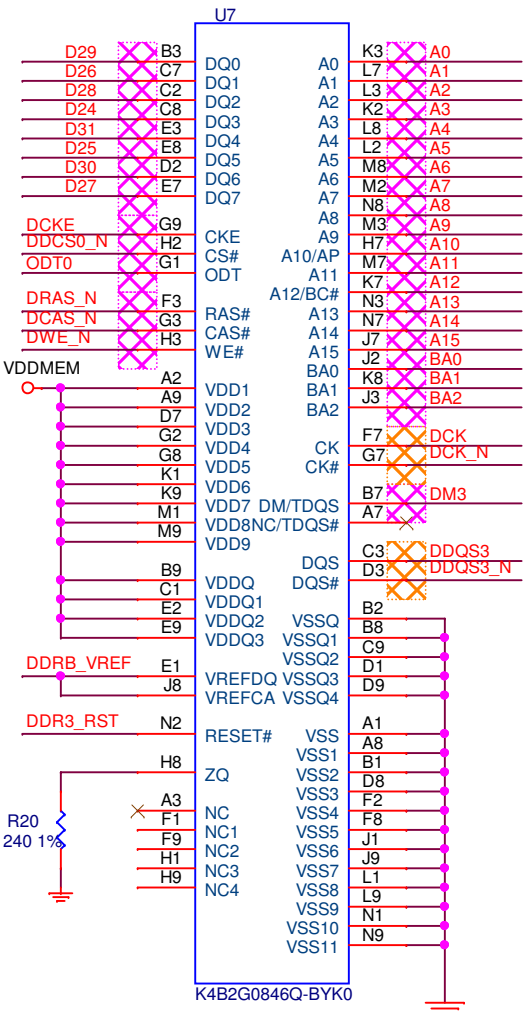 U7
D29 B3 DQ0 A0 K3 A0
D26 C7 DQ1 A1 L7 A1
D28 C2 DQ2 A2 L3 A2
D24 C8 DQ3 A3 K2 A3
D31 E3 DQ4 A4 L8 A4
D25 E8 DQ5 A5 L2 A5
D30 D2 DQ6 A6 M8 A6
D27 E7 DQ7 A7 M2 A7
A8 N8 A8
DCKE G9 CKE A9 M3 A9
DDCS0_N H2 CS# A10/AP H7 A10
ODT0 G1 ODT A11 M7 A11
A12/BC# K7 A12
DRAS_N F3 RAS# A13 N3 A13
DCAS_N G3 CAS# A14 N7 A14
DWE_N H3 WE# A15 J7 A15
VDDMEM BA0 J2 BA0
A2 VDD1 BA1 K8 BA1
A9 VDD2 BA2 J3 BA2
D7 VDD3
G2 VDD4 CK F7 DCK
G8 VDD5 CK# G7 DCK_N
K1 VDD6
K9 VDD7 DM/TDQS B7 DM3
M1 VDD8 NC/TDQS# A7
M9 VDD9
DQS C3 DDQS3
B9 VDDQ DQS# D3 DDQS3_N
C1 VDDQ1
E2 VDDQ2 VSSQ B2
E9 VDDQ3 VSSQ1 B8
VSSQ2 C9
DDRB_VREF E1 VREFDQ VSSQ3 D1
J8 VREFCA VSSQ4 D9
DDR3_RST N2 RESET# VSS A1
VSS1 A8
H8 ZQ VSS2 B1
VSS3 D8
A3 NC VSS4 F2
R20 F1 NC1 VSS5 F8
240 1% F9 NC2 VSS6 J1
H1 NC3 VSS7 J9
H9 NC4 VSS8 L1
VSS9 L9
VSS10 N1
VSS11 N9
K4B2G0846Q-BYK0